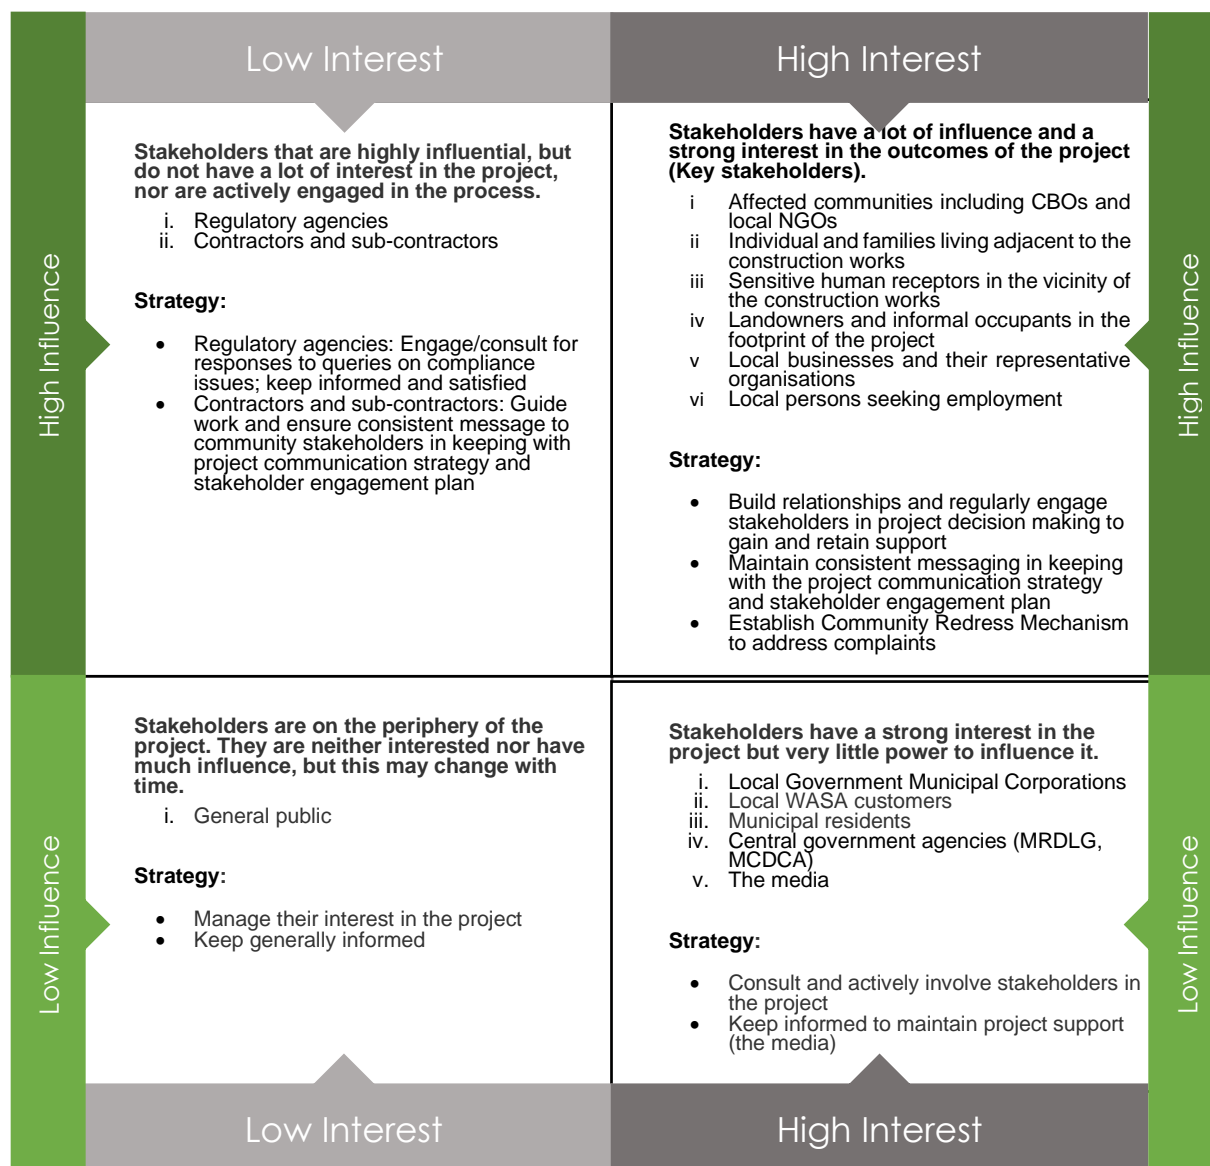 Low Interest
High Interest
High Influence
Stakeholders that are highly influential, but
do not have a lot of interest in the project,
nor are actively engaged in the process.
i. Regulatory agencies
ii. Contractors and sub-contractors
Strategy:
• Regulatory agencies: Engage/consult for
responses to queries on compliance
issues; keep informed and satisfied
• Contractors and sub-contractors: Guide
work and ensure consistent message to
community stakeholders in keeping with
project communication strategy and
stakeholder engagement plan
Stakeholders have a lot of influence and a
strong interest in the outcomes of the project
(Key stakeholders).
i Affected communities including CBOs and
local NGOs
ii Individual and families living adjacent to the
construction works
iii Sensitive human receptors in the vicinity of
the construction works
iv Landowners and informal occupants in the
footprint of the project
v Local businesses and their representative
organisations
vi Local persons seeking employment
Strategy:
• Build relationships and regularly engage
stakeholders in project decision making to
gain and retain support
• Maintain consistent messaging in keeping
with the project communication strategy
and stakeholder engagement plan
• Establish Community Redress Mechanism
to address complaints
High Influence
Low Influence
Stakeholders are on the periphery of the
project. They are neither interested nor have
much influence, but this may change with
time.
i. General public
Strategy:
• Manage their interest in the project
• Keep generally informed
Stakeholders have a strong interest in the
project but very little power to influence it.
i. Local Government Municipal Corporations
ii. Local WASA customers
iii. Municipal residents
iv. Central government agencies (MRDLG,
MCDCA)
v. The media
Strategy:
• Consult and actively involve stakeholders in
the project
• Keep informed to maintain project support
(the media)
Low Influence
Low Interest
High Interest